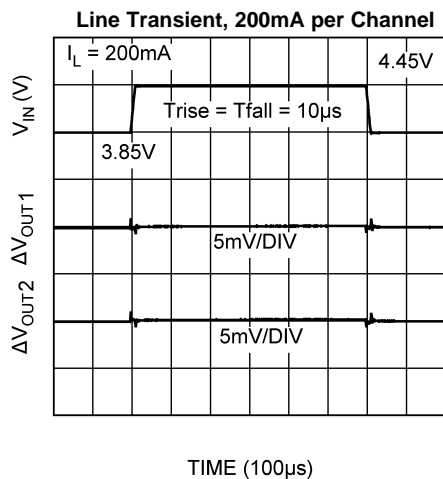 Line Transient, 200mA per Channel
I_L = 200mA
4.45V
V_IN (V)
Trise = Tfall = 10µs
3.85V
ΔV_OUT1
5mV/DIV
ΔV_OUT2
5mV/DIV
TIME (100µs)